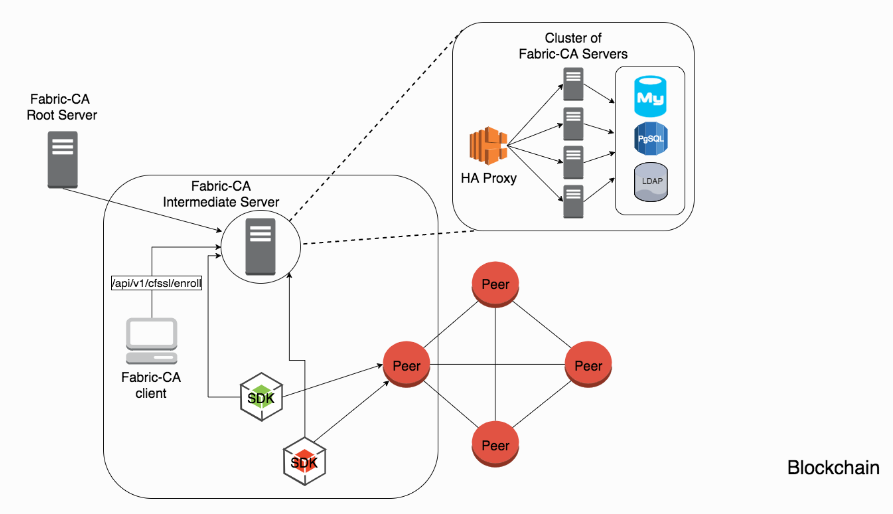 Cluster of
Fabric-CA Servers
My
PgSQL
LDAP
HA Proxy
Fabric-CA
Root Server
Fabric-CA
Intermediate Server
/api/v1/cfssl/enroll
Fabric-CA
client
SDK
SDK
Peer
Peer
Peer
Peer
Blockchain